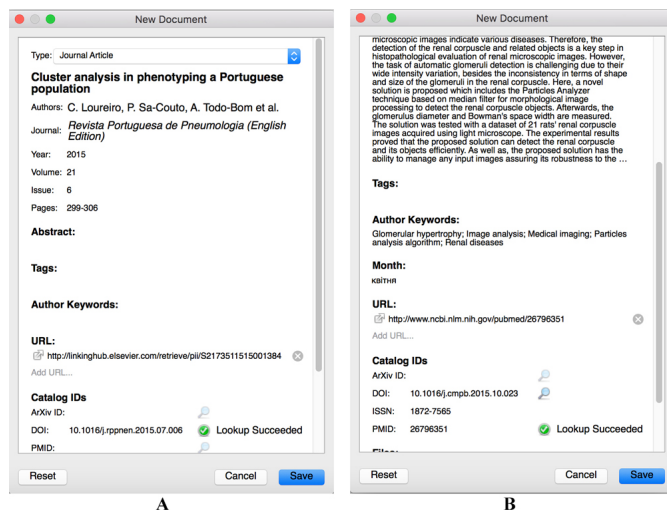 New Document
Type: Journal Article
Cluster analysis in phenotyping a Portuguese
population
Authors: C. Loureiro, P. Sa-Couto, A. Todo-Bom et al.
Journal: Revista Portuguesa de Pneumologia (English
Edition)
Year: 2015
Volume: 21
Issue: 6
Pages: 299-306
Abstract:
Tags:
Author Keywords:
URL:
http://linkinghub.elsevier.com/retrieve/pii/S2173511515001384
Add URL...
Catalog IDs
ArXiv ID:
DOI: 10.1016/j.rppnen.2015.07.006 Lookup Succeeded
PMID:
Reset Cancel Save
A
New Document
microscopic images indicate various diseases. Therefore, the
detection of the renal corpuscle and related objects is a key step in
histopathological evaluation of renal microscopic images. However,
the task of automatic glomeruli detection is challenging due to their
wide intensity variation, besides the inconsistency in terms of shape
and size of the glomeruli in the renal corpuscle. Here, a novel
solution is proposed which includes the Particles Analyzer
technique based on median filter for morphological image
processing to detect the renal corpuscle objects. Afterwards, the
glomerulus diameter and Bowman's space width are measured.
The solution was tested with a dataset of 21 rats' renal corpuscle
images acquired using light microscope. The experimental results
proved that the proposed solution can detect the renal corpuscle
and its objects efficiently. As well as, the proposed solution has the
ability to manage any input images assuring its robustness to the ...
Tags:
Author Keywords:
Glomerular hypertrophy; Image analysis; Medical imaging; Particles
analysis algorithm; Renal diseases
Month:
квітня
URL:
http://www.ncbi.nlm.nih.gov/pubmed/26796351
Add URL...
Catalog IDs
ArXiv ID:
DOI: 10.1016/j.cmpb.2015.10.023
ISSN: 1872-7565
PMID: 26796351 Lookup Succeeded
Files:
Reset Cancel Save
B